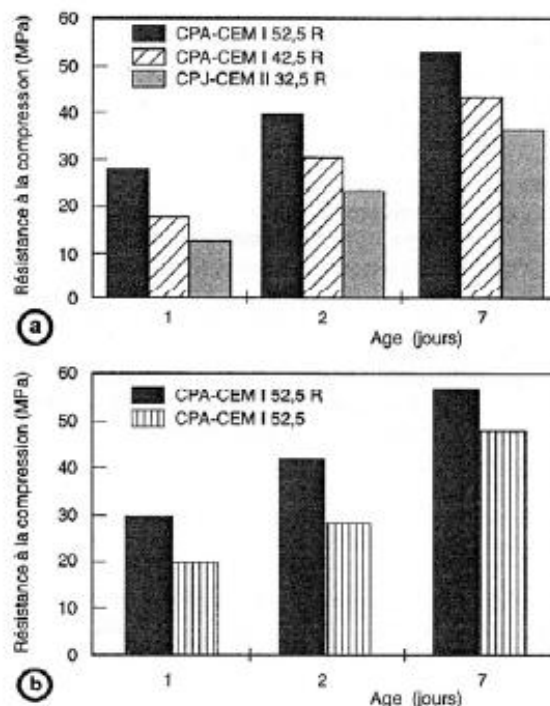 Résistance à la compression (MPa)
60
50
40
30
20
10
0
CPA-CEM I 52,5 R
CPA-CEM I 42,5 R
CPJ-CEM II 32,5 R
1
2
7
Age (jours)
a
Résistance à la compression (MPa)
60
50
40
30
20
10
0
CPA-CEM I 52,5 R
CPA-CEM I 52,5
1
2
7
Age (jours)
b